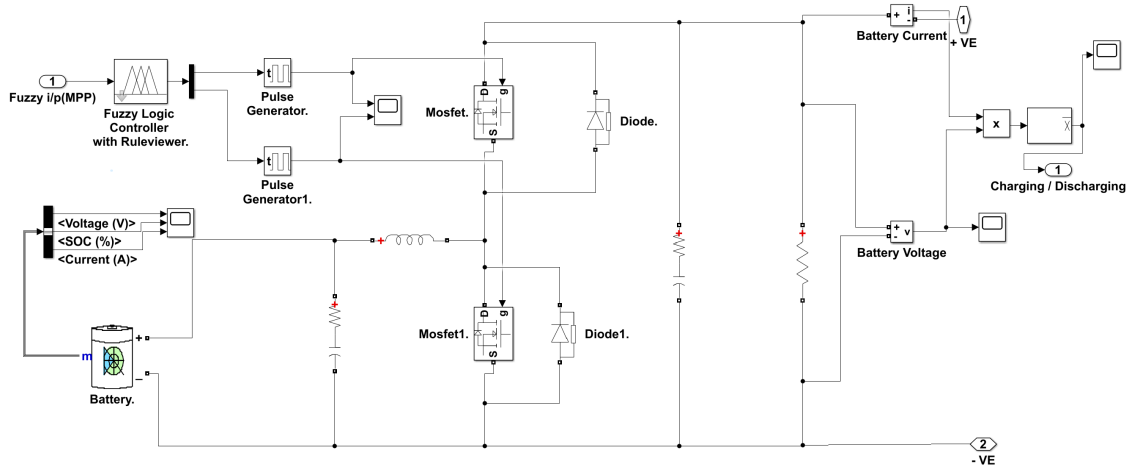 i
+
-
Battery Current
1
+ VE
1
Fuzzy i/p(MPP)
Fuzzy Logic
Controller
with Ruleviewer.
t
Pulse
Generator.
D
g
S
Mosfet.
Diode.
x
X
1
Charging / Discharging
t
Pulse
Generator1.
<Voltage (V)>
<SOC (%)>
<Current (A)>
+
+
+
+
-
v
Battery Voltage
+
D
g
S
Mosfet1.
Diode1.
m
+
–
Battery.
2
- VE